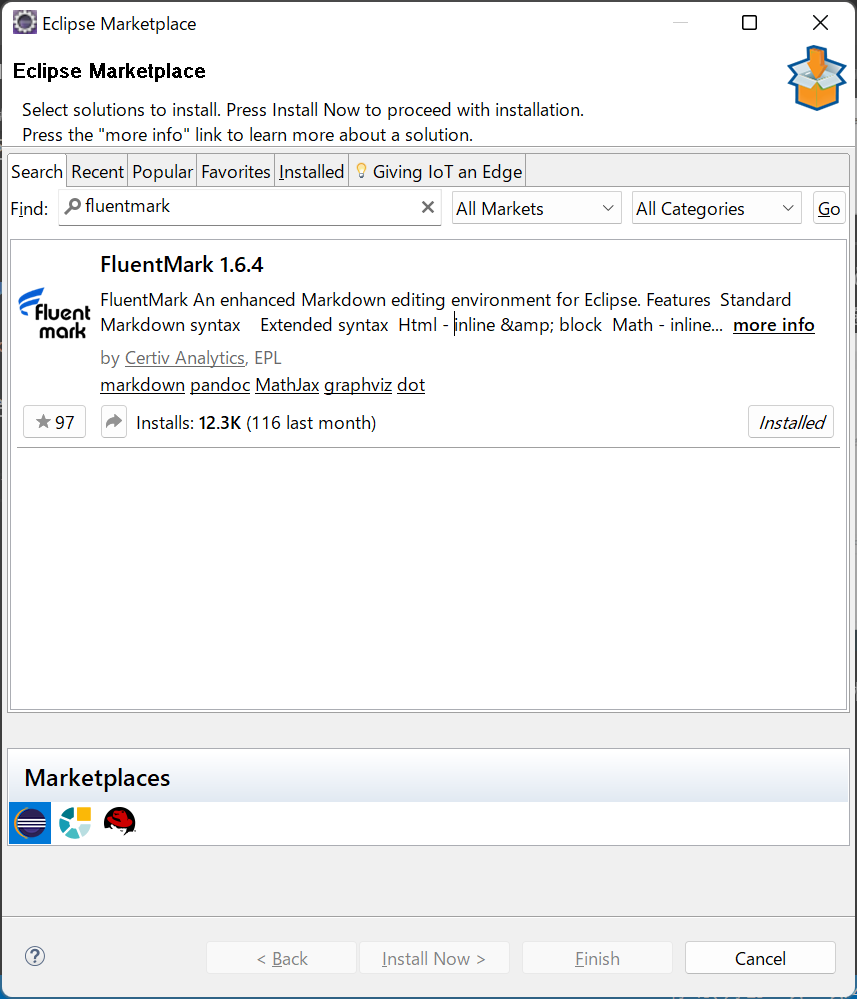 Eclipse Marketplace
Eclipse Marketplace
Select solutions to install. Press Install Now to proceed with installation.
Press the "more info" link to learn more about a solution.
Search Recent Popular Favorites Installed Giving IoT an Edge
Find: fluentmark All Markets All Categories Go
FluentMark 1.6.4
Fluent
mark
FluentMark An enhanced Markdown editing environment for Eclipse. Features Standard
Markdown syntax Extended syntax Html - inline &amp; block Math - inline... more info
by Certiv Analytics, EPL
markdown pandoc MathJax graphviz dot
97 Installs: 12.3K (116 last month) Installed
Marketplaces
? < Back Install Now > Finish Cancel